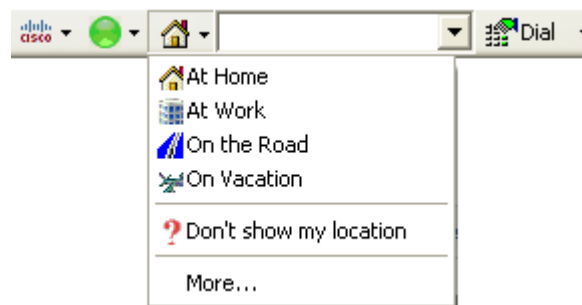 cisco
Dial
At Home
At Work
On the Road
On Vacation
Don't show my location
More...